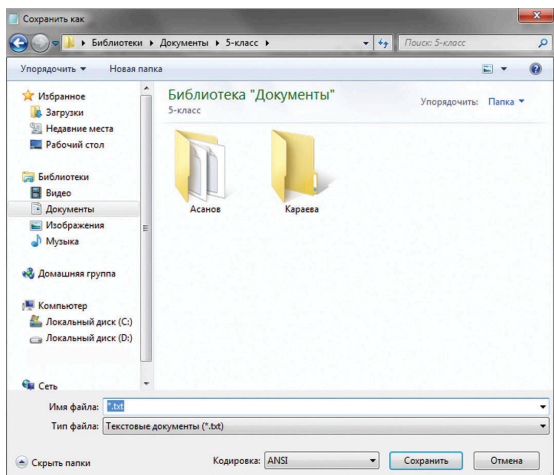 Сохранить как
Библиотеки Документы 5-класс
Поиск: 5-класс
Упорядочить Новая папка
Избранное
Загрузки
Недавние места
Рабочий стол
Библиотеки
Видео
Документы
Изображения
Музыка
Домашняя группа
Компьютер
Локальный диск (C:)
Локальный диск (D:)
Сеть
Библиотека "Документы"
5-класс
Упорядочить: Папка
Асанов Караева
Имя файла: *.txt
Тип файла: Текстовые документы (*.txt)
Скрыть папки Кодировка: ANSI Сохранить Отмена